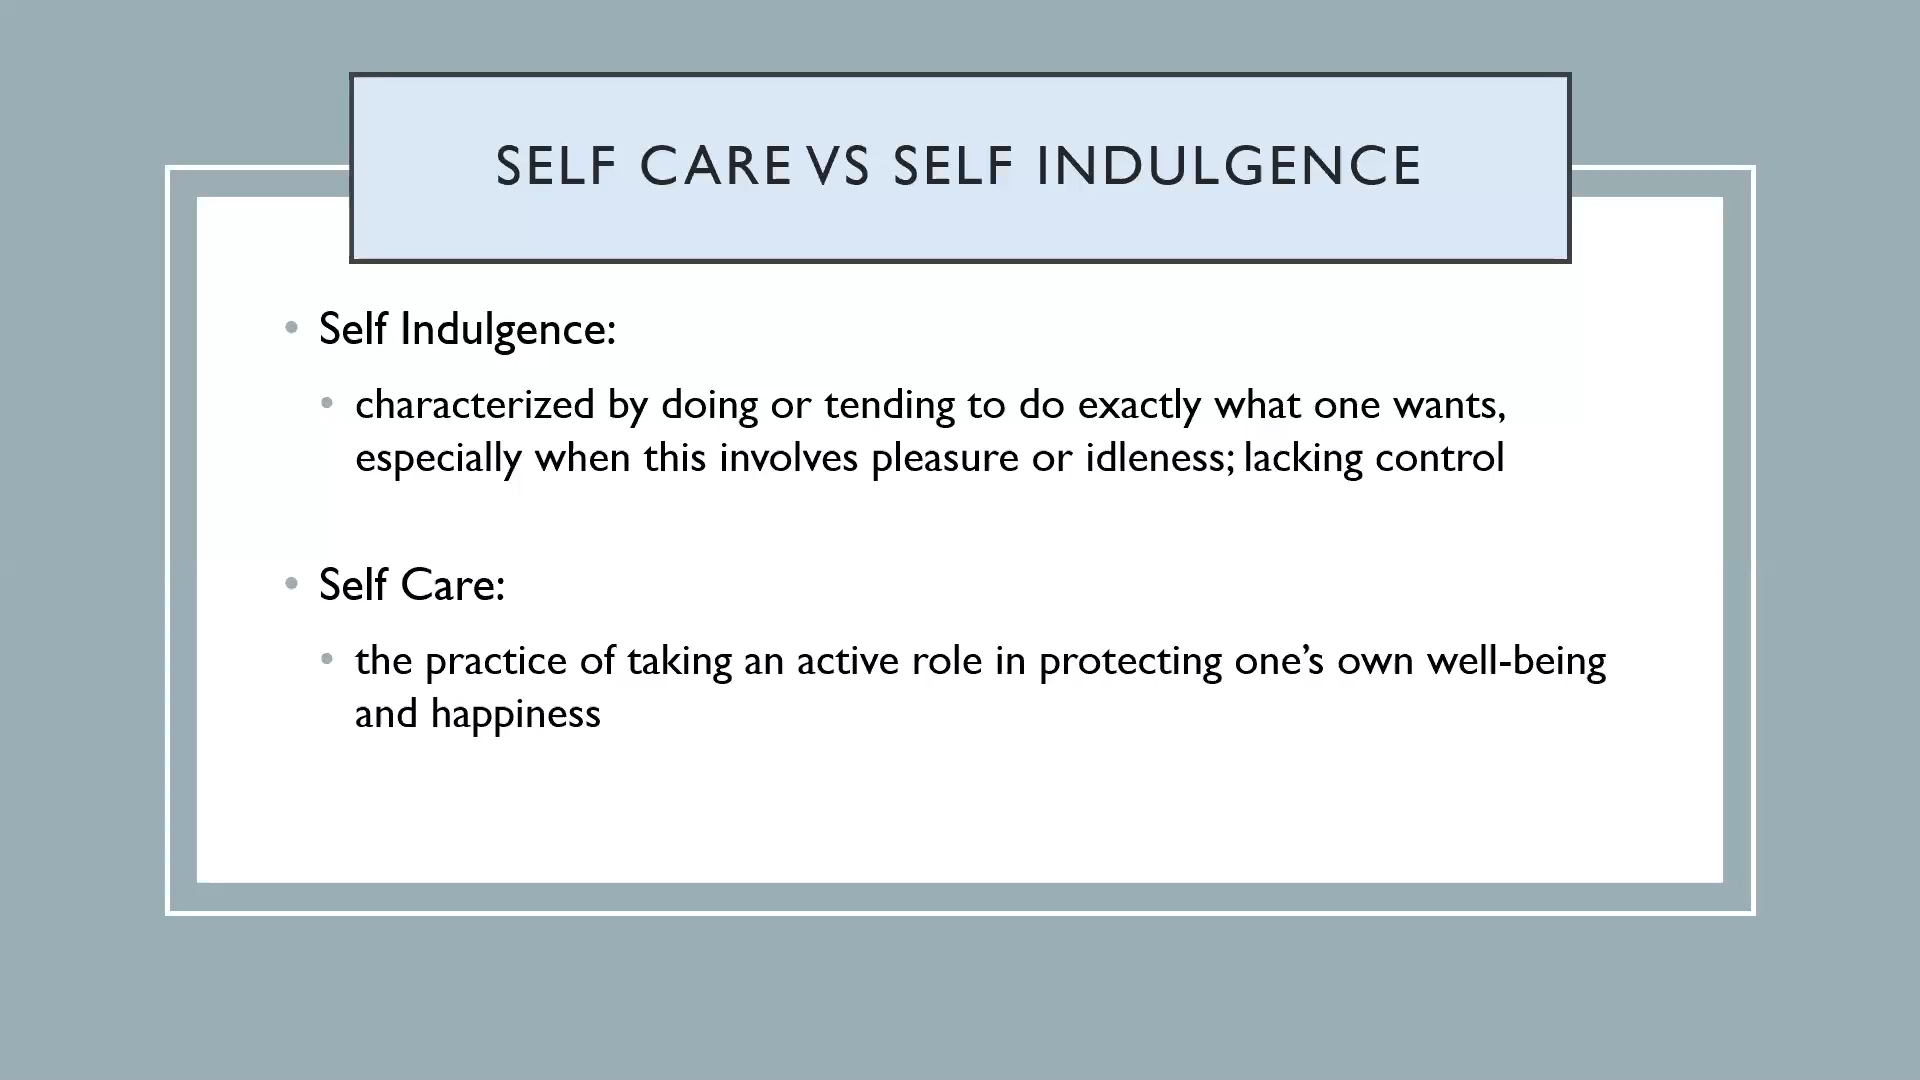 SELF CARE VS SELF INDULGENCE
• Self Indulgence:
• characterized by doing or tending to do exactly what one wants,
especially when this involves pleasure or idleness; lacking control
• Self Care:
• the practice of taking an active role in protecting one’s own well-being
and happiness